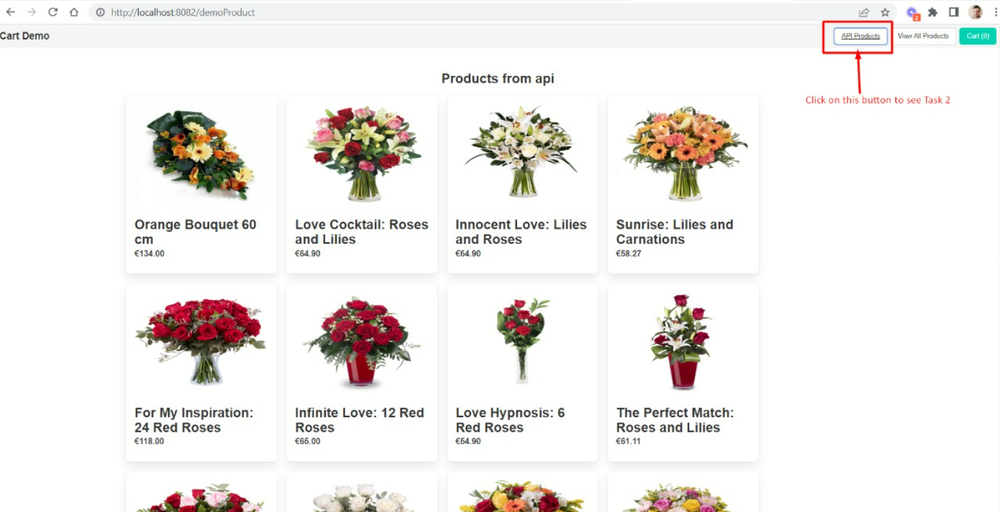 http://localhost:8082/demoProduct
2
Cart Demo
API Products
View All Products
Cart (0)
Products from api
Click on this button to see Task 2
Orange Bouquet 60
cm
€134.00
Love Cocktail: Roses
and Lilies
€64.90
Innocent Love: Lilies
and Roses
€64.90
Sunrise: Lilies and
Carnations
€58.27
For My Inspiration:
24 Red Roses
€118.00
Infinite Love: 12 Red
Roses
€65.00
Love Hypnosis: 6
Red Roses
€54.90
The Perfect Match:
Roses and Lilies
€61.11